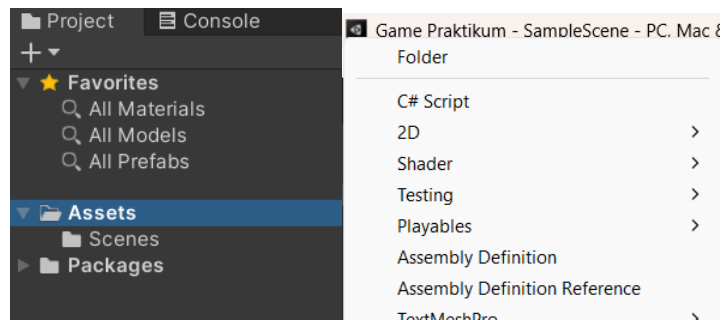 Project
Console
Favorites
All Materials
All Models
All Prefabs
Assets
Scenes
Packages
Game Praktikum - SampleScene - PC, Mac &
Folder
C# Script
2D
Shader
Testing
Playables
Assembly Definition
Assembly Definition Reference
TextMeshPro